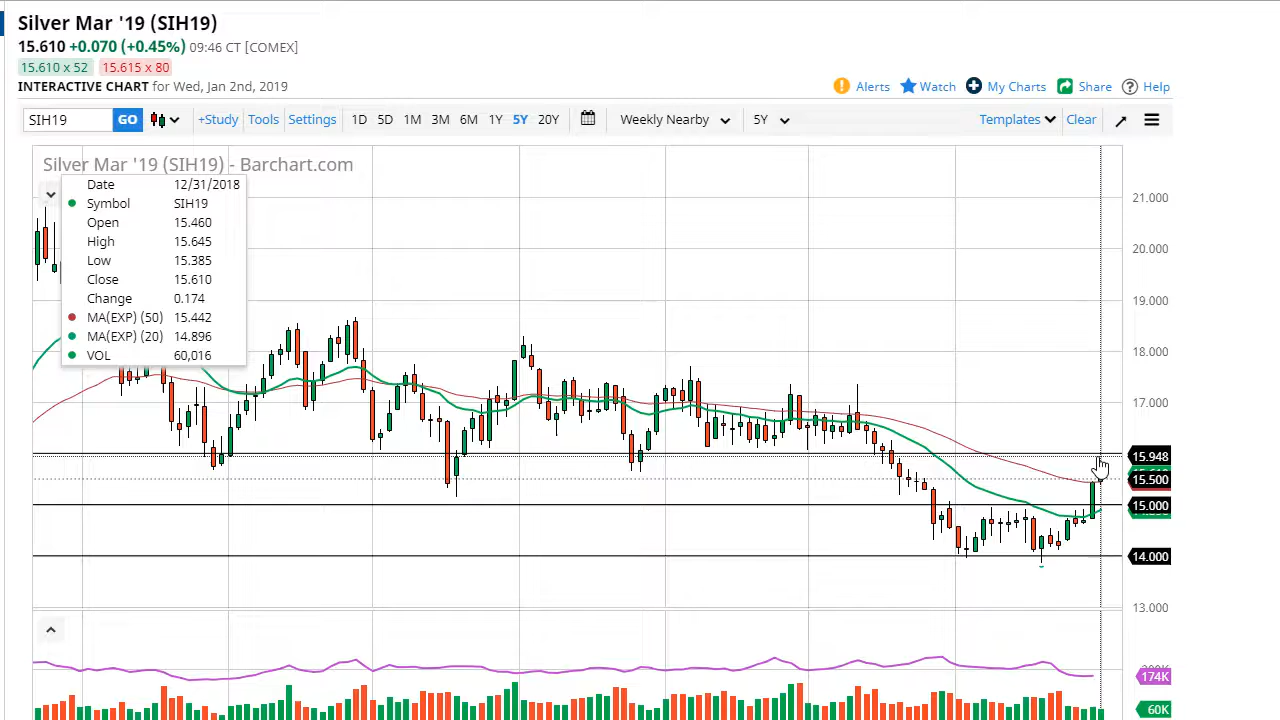 Silver Mar '19 (SIH19)
15.610 +0.070 (+0.45%) 09:46 CT [COMEX]
15.610 x 52 15.615 x 80
INTERACTIVE CHART for Wed, Jan 2nd, 2019
Alerts Watch My Charts Share Help
SIH19 GO +Study Tools Settings 1D 5D 1M 3M 6M 1Y 5Y 20Y Weekly Nearby 5Y Templates Clear
Silver Mar '19 (SIH19) - Barchart.com
Date 12/31/2018
Symbol SIH19
Open 15.460
High 15.645
Low 15.385
Close 15.610
Change 0.174
MA(EXP) (50) 15.442
MA(EXP) (20) 14.896
VOL 60,016
21.000
20.000
19.000
18.000
17.000
15.948
15.500
15.000
14.000
13.000
174K
60K